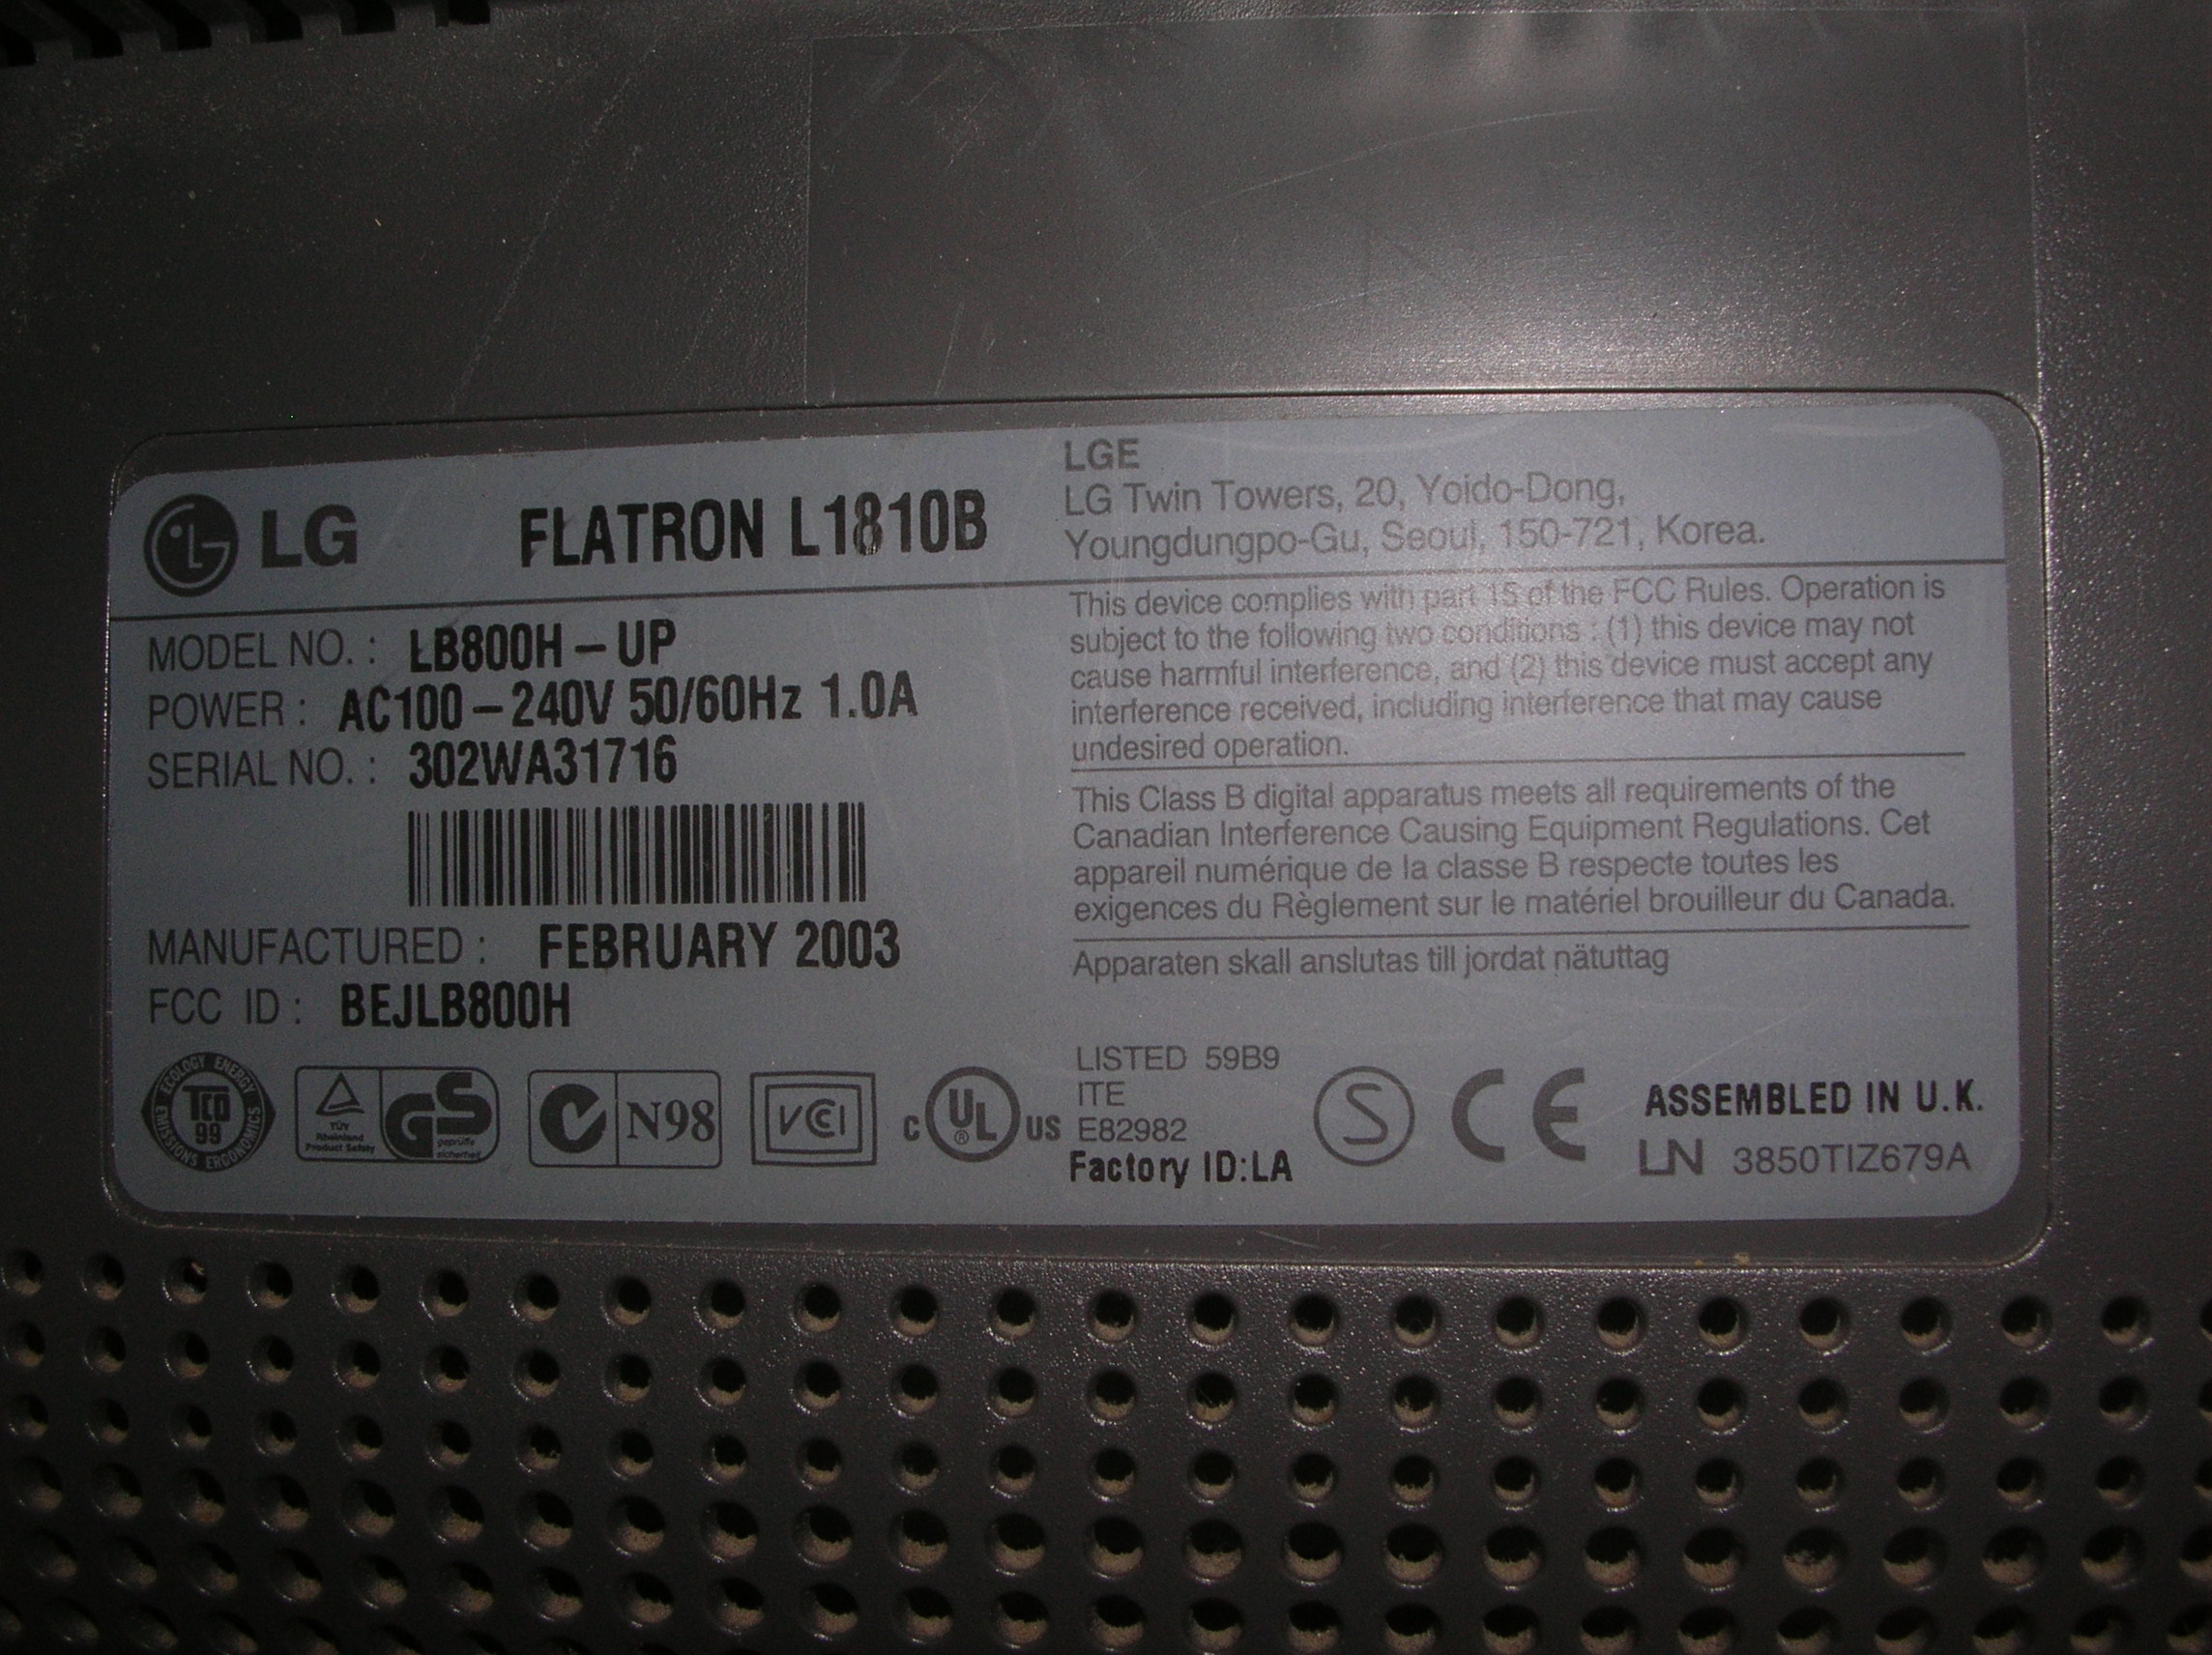 LG FLATRON L1810B
LGE
LG Twin Towers, 20, Yoido-Dong,
Youngdungpo-Gu, Seoul, 150-721, Korea.
MODEL NO. : LB800H-UP
POWER : AC100-240V 50/60Hz 1.0A
SERIAL NO. : 302WA31716
MANUFACTURED : FEBRUARY 2003
FCC ID : BEJLB800H
This device complies with part 15 of the FCC Rules. Operation is
subject to the following two conditions : (1) this device may not
cause harmful interference, and (2) this device must accept any
interference received, including interference that may cause
undesired operation.
This Class B digital apparatus meets all requirements of the
Canadian Interference Causing Equipment Regulations. Cet
appareil numérique de la classe B respecte toutes les
exigences du Règlement sur le matériel brouilleur du Canada.
Apparaten skall anslutas till jordat nätuttag
ECOLOGY ENERGY
TCO
99
EMISSIONS ERGONOMICS
TÜV
Rheinland
Product Safety
GS
geprüfte
sicherheit
N98
VCCI
C UL ® US
LISTED 59B9
ITE
E82982
Factory ID:LA
S
CE
ASSEMBLED IN U.K.
LN 3850TIZ679A